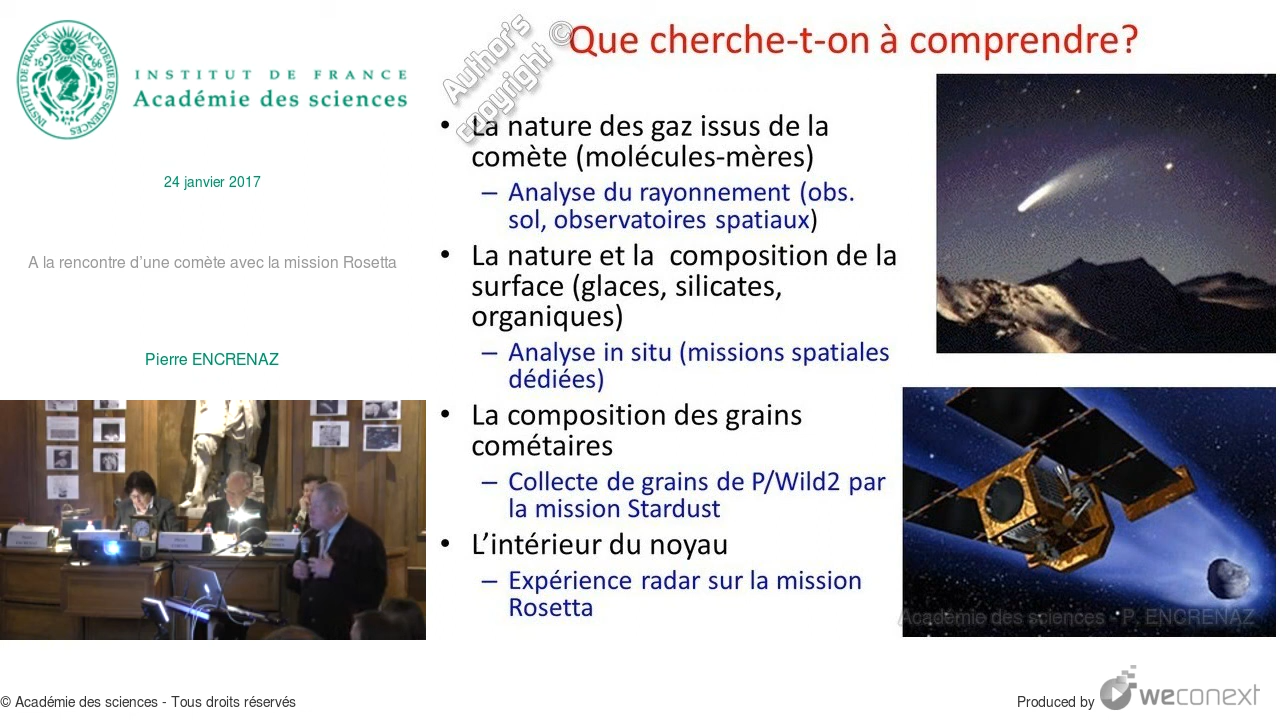 INSTITUT DE FRANCE
Académie des sciences
24 janvier 2017
A la rencontre d'une comète avec la mission Rosetta
Pierre ENCRENAZ
Author's
copyright ©
Que cherche-t-on à comprendre?
• La nature des gaz issus de la
comète (molécules-mères)
– Analyse du rayonnement (obs.
sol, observatoires spatiaux)
• La nature et la composition de la
surface (glaces, silicates,
organiques)
– Analyse in situ (missions spatiales
dédiées)
• La composition des grains
cométaires
– Collecte de grains de P/Wild2 par
la mission Stardust
• L'intérieur du noyau
– Expérience radar sur la mission
Rosetta
Académie des sciences - P. ENCRENAZ
© Académie des sciences - Tous droits réservés
Produced by weconext